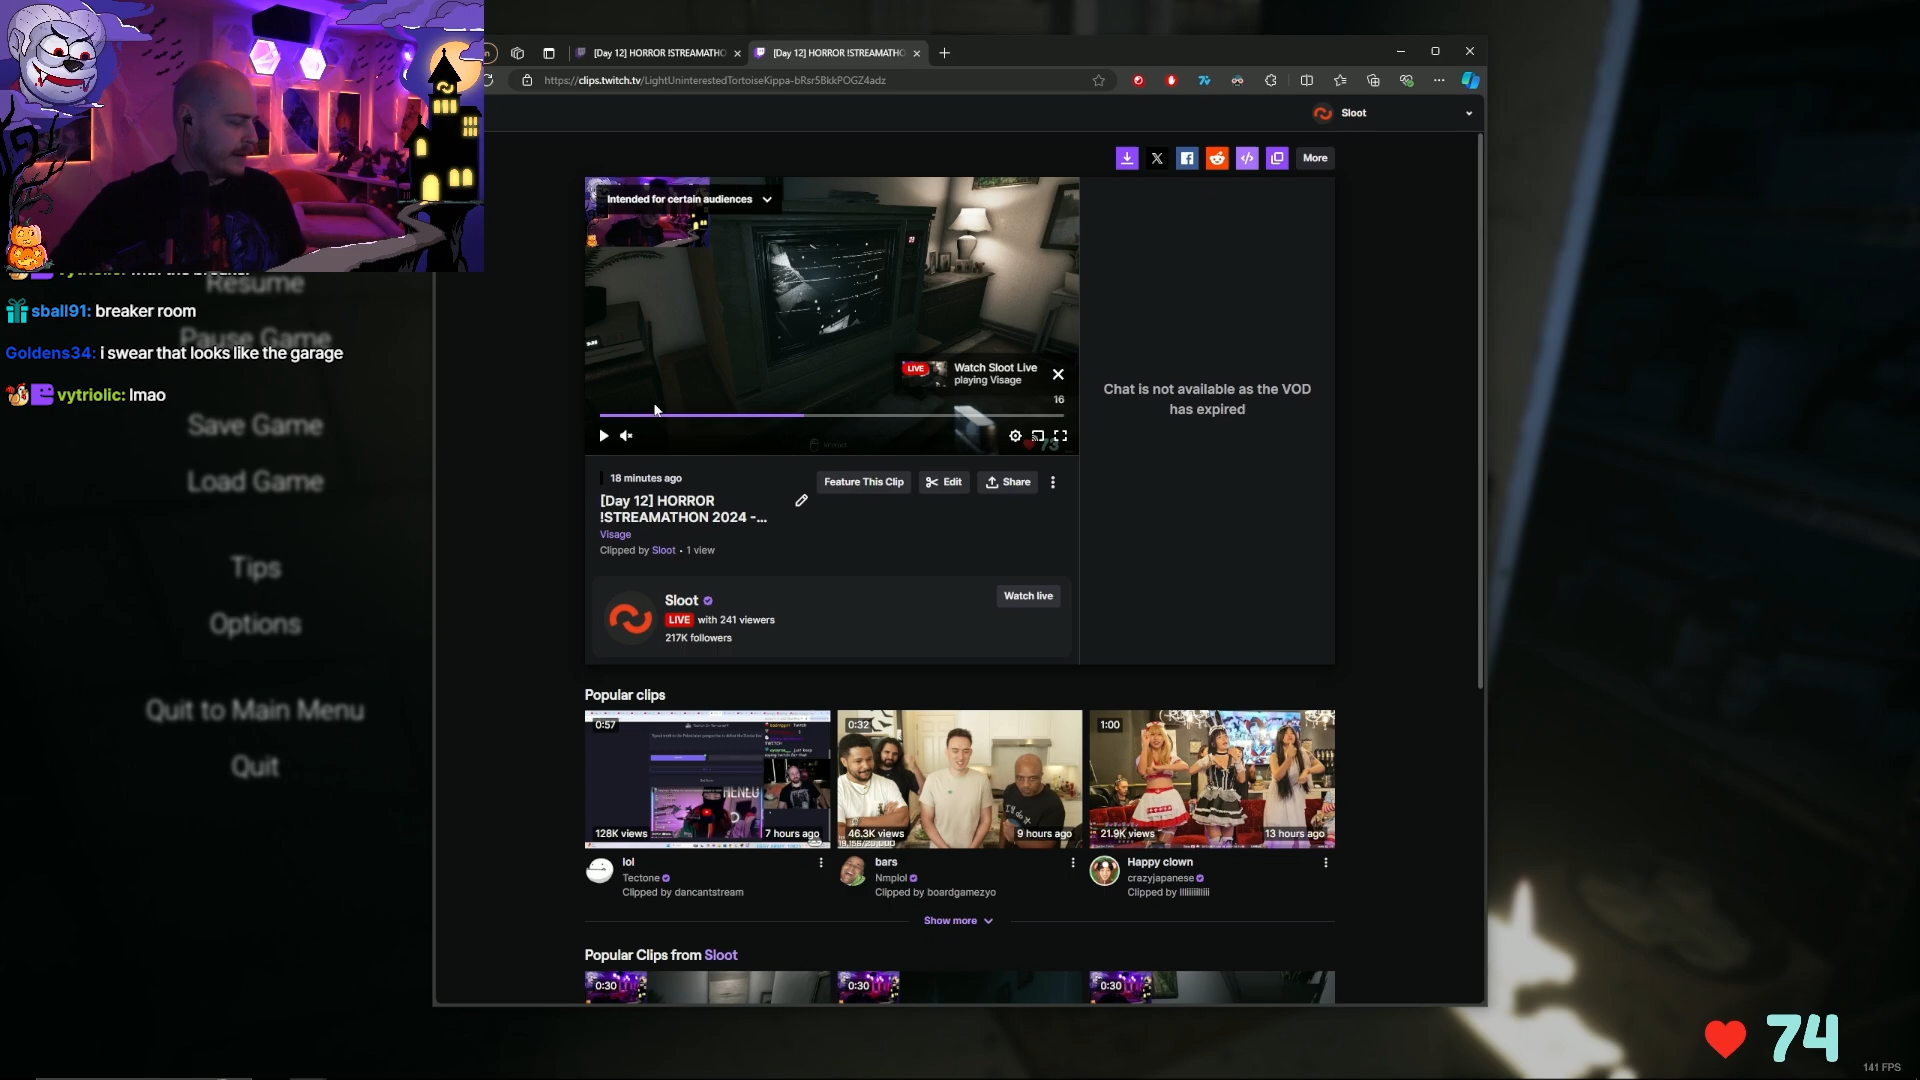 [Day 12] HORROR !STREAMATHO
[Day 12] HORROR !STREAMATHO
https://clips.twitch.tv/LightUninterestedTortoiseKippa-bRsr5BkkPOGZ4adz
Sloot
More
Intended for certain audiences
LIVE
Watch Sloot Live
playing Visage
16
73
Chat is not available as the VOD
has expired
18 minutes ago
Feature This Clip
Edit
Share
[Day 12] HORROR
!STREAMATHON 2024 -...
Visage
Clipped by Sloot • 1 view
Sloot
LIVE with 241 viewers
217K followers
Watch live
Popular clips
0:57
128K views
7 hours ago
lol
Tectone
Clipped by dancantstream
0:32
46.3K views
9 hours ago
bars
Nmplol
Clipped by boardgamezyo
1:00
21.9K views
13 hours ago
Happy clown
crazyjapanese
Show more
Popular Clips from Sloot
0:30
0:30
0:30
sball91: breaker room
Goldens34: i swear that looks like the garage
vytriolic: lmao
Resume
Pause Game
Save Game
Load Game
Tips
Options
Quit to Main Menu
Quit
74
141 FPS